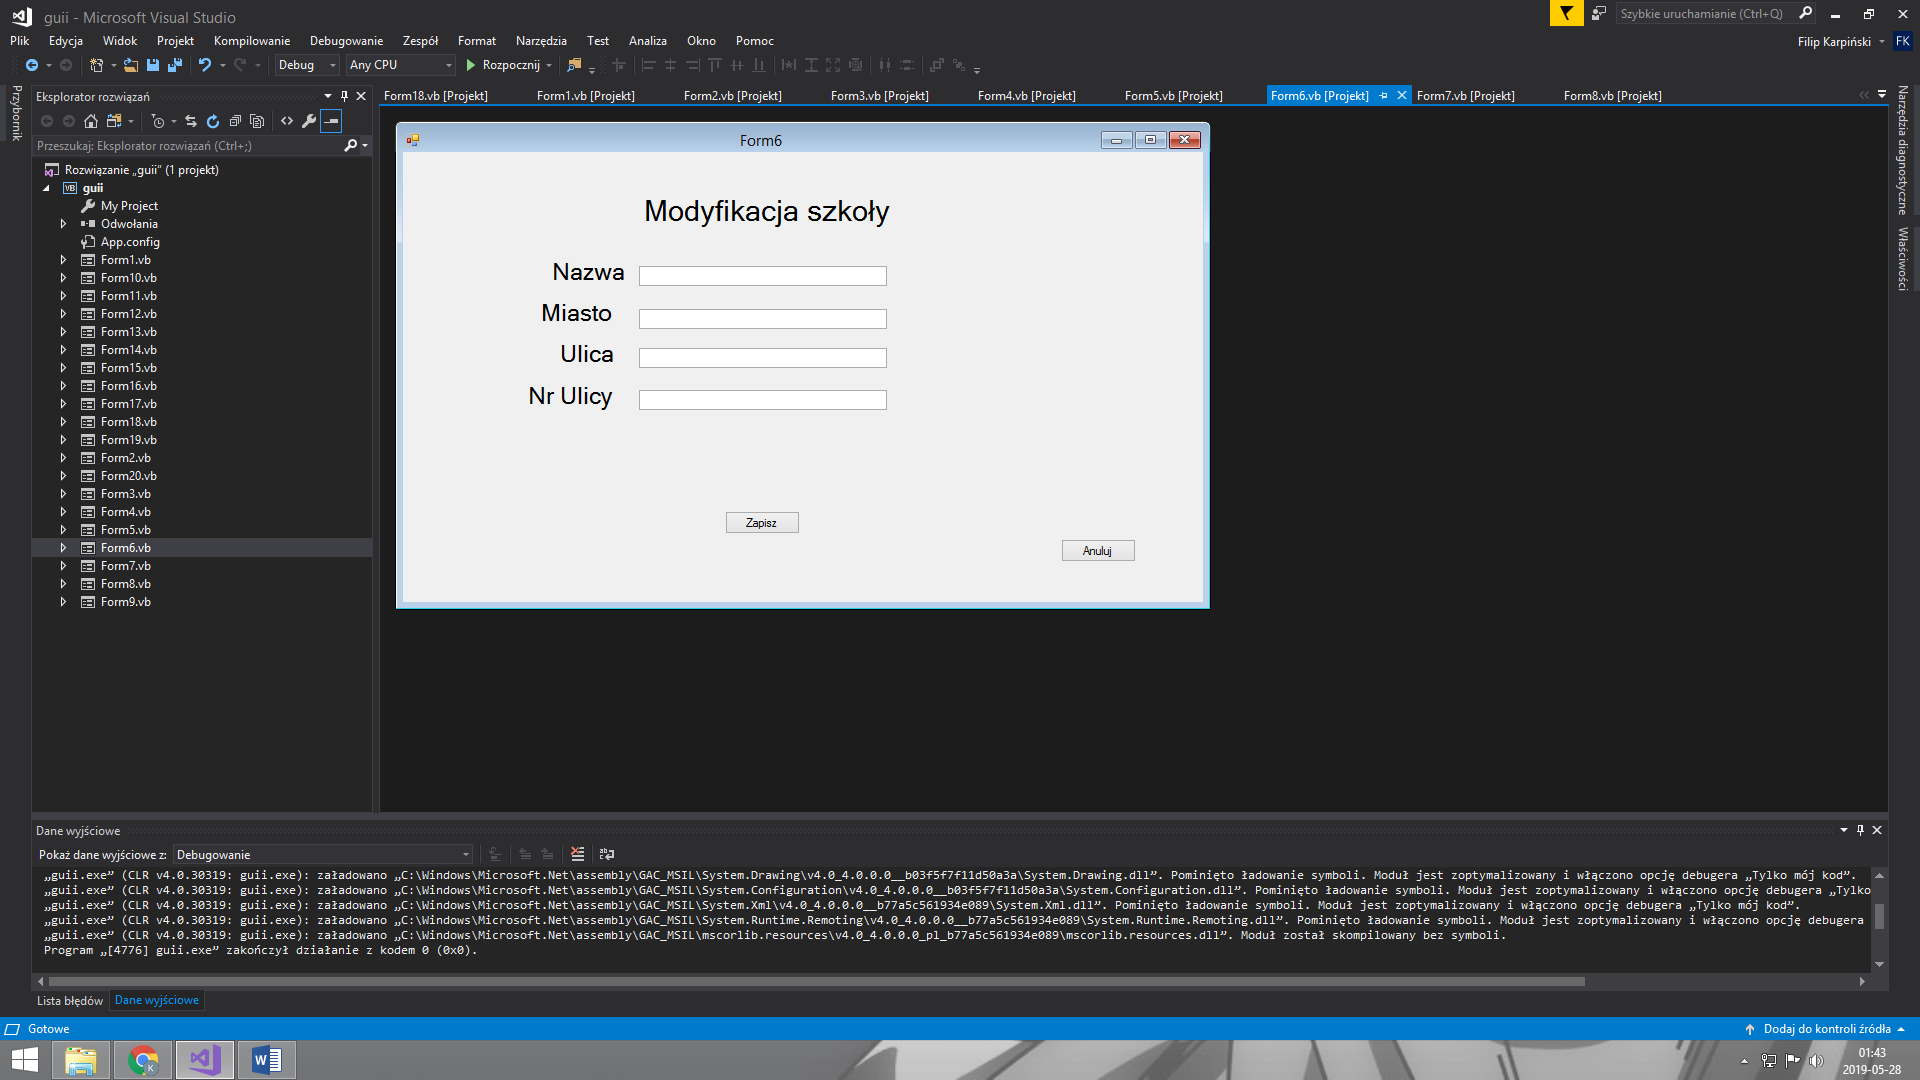 guii - Microsoft Visual Studio
Szybkie uruchamianie (Ctrl+Q)
Plik Edycja Widok Projekt Kompilowanie Debugowanie Zespół Format Narzędzia Test Analiza Okno Pomoc
Filip Karpiński FK
Debug Any CPU Rozpocznij
Przybornik
Eksplorator rozwiązań
Form18.vb [Projekt] Form1.vb [Projekt] Form2.vb [Projekt] Form3.vb [Projekt] Form4.vb [Projekt] Form5.vb [Projekt] Form6.vb [Projekt] Form7.vb [Projekt] Form8.vb [Projekt]
Narzędzia diagnostyczne
Właściwości
Przeszukaj: Eksplorator rozwiązań (Ctrl+;)
Rozwiązanie „guii” (1 projekt)
VB guii
My Project
Odwołania
App.config
Form1.vb
Form10.vb
Form11.vb
Form12.vb
Form13.vb
Form14.vb
Form15.vb
Form16.vb
Form17.vb
Form18.vb
Form19.vb
Form2.vb
Form20.vb
Form3.vb
Form4.vb
Form5.vb
Form6.vb
Form7.vb
Form8.vb
Form9.vb
Form6
Modyfikacja szkoły
Nazwa
Miasto
Ulica
Nr Ulicy
Zapisz
Anuluj
Dane wyjściowe
Pokaż dane wyjściowe z: Debugowanie
„guii.exe” (CLR v4.0.30319: guii.exe): załadowano „C:\Windows\Microsoft.Net\assembly\GAC_MSIL\System.Drawing\v4.0_4.0.0.0__b03f5f7f11d50a3a\System.Drawing.dll”. Pominięto ładowanie symboli. Moduł jest zoptymalizowany i włączono opcję debugera „Tylko mój kod”.
„guii.exe” (CLR v4.0.30319: guii.exe): załadowano „C:\Windows\Microsoft.Net\assembly\GAC_MSIL\System.Configuration\v4.0_4.0.0.0__b03f5f7f11d50a3a\System.Configuration.dll”. Pominięto ładowanie symboli. Moduł jest zoptymalizowany i włączono opcję debugera „Tylko
„guii.exe” (CLR v4.0.30319: guii.exe): załadowano „C:\Windows\Microsoft.Net\assembly\GAC_MSIL\System.Xml\v4.0_4.0.0.0__b77a5c561934e089\System.Xml.dll”. Pominięto ładowanie symboli. Moduł jest zoptymalizowany i włączono opcję debugera „Tylko mój kod”.
„guii.exe” (CLR v4.0.30319: guii.exe): załadowano „C:\Windows\Microsoft.Net\assembly\GAC_MSIL\System.Runtime.Remoting\v4.0_4.0.0.0__b77a5c561934e089\System.Runtime.Remoting.dll”. Pominięto ładowanie symboli. Moduł jest zoptymalizowany i włączono opcję debugera
„guii.exe” (CLR v4.0.30319: guii.exe): załadowano „C:\Windows\Microsoft.Net\assembly\GAC_MSIL\mscorlib.resources\v4.0_4.0.0.0_pl_b77a5c561934e089\mscorlib.resources.dll”. Moduł został skompilowany bez symboli.
Program „[4776] guii.exe” zakończył działanie z kodem 0 (0x0).
Lista błędów Dane wyjściowe
Gotowe
Dodaj do kontroli źródła
01:43
2019-05-28